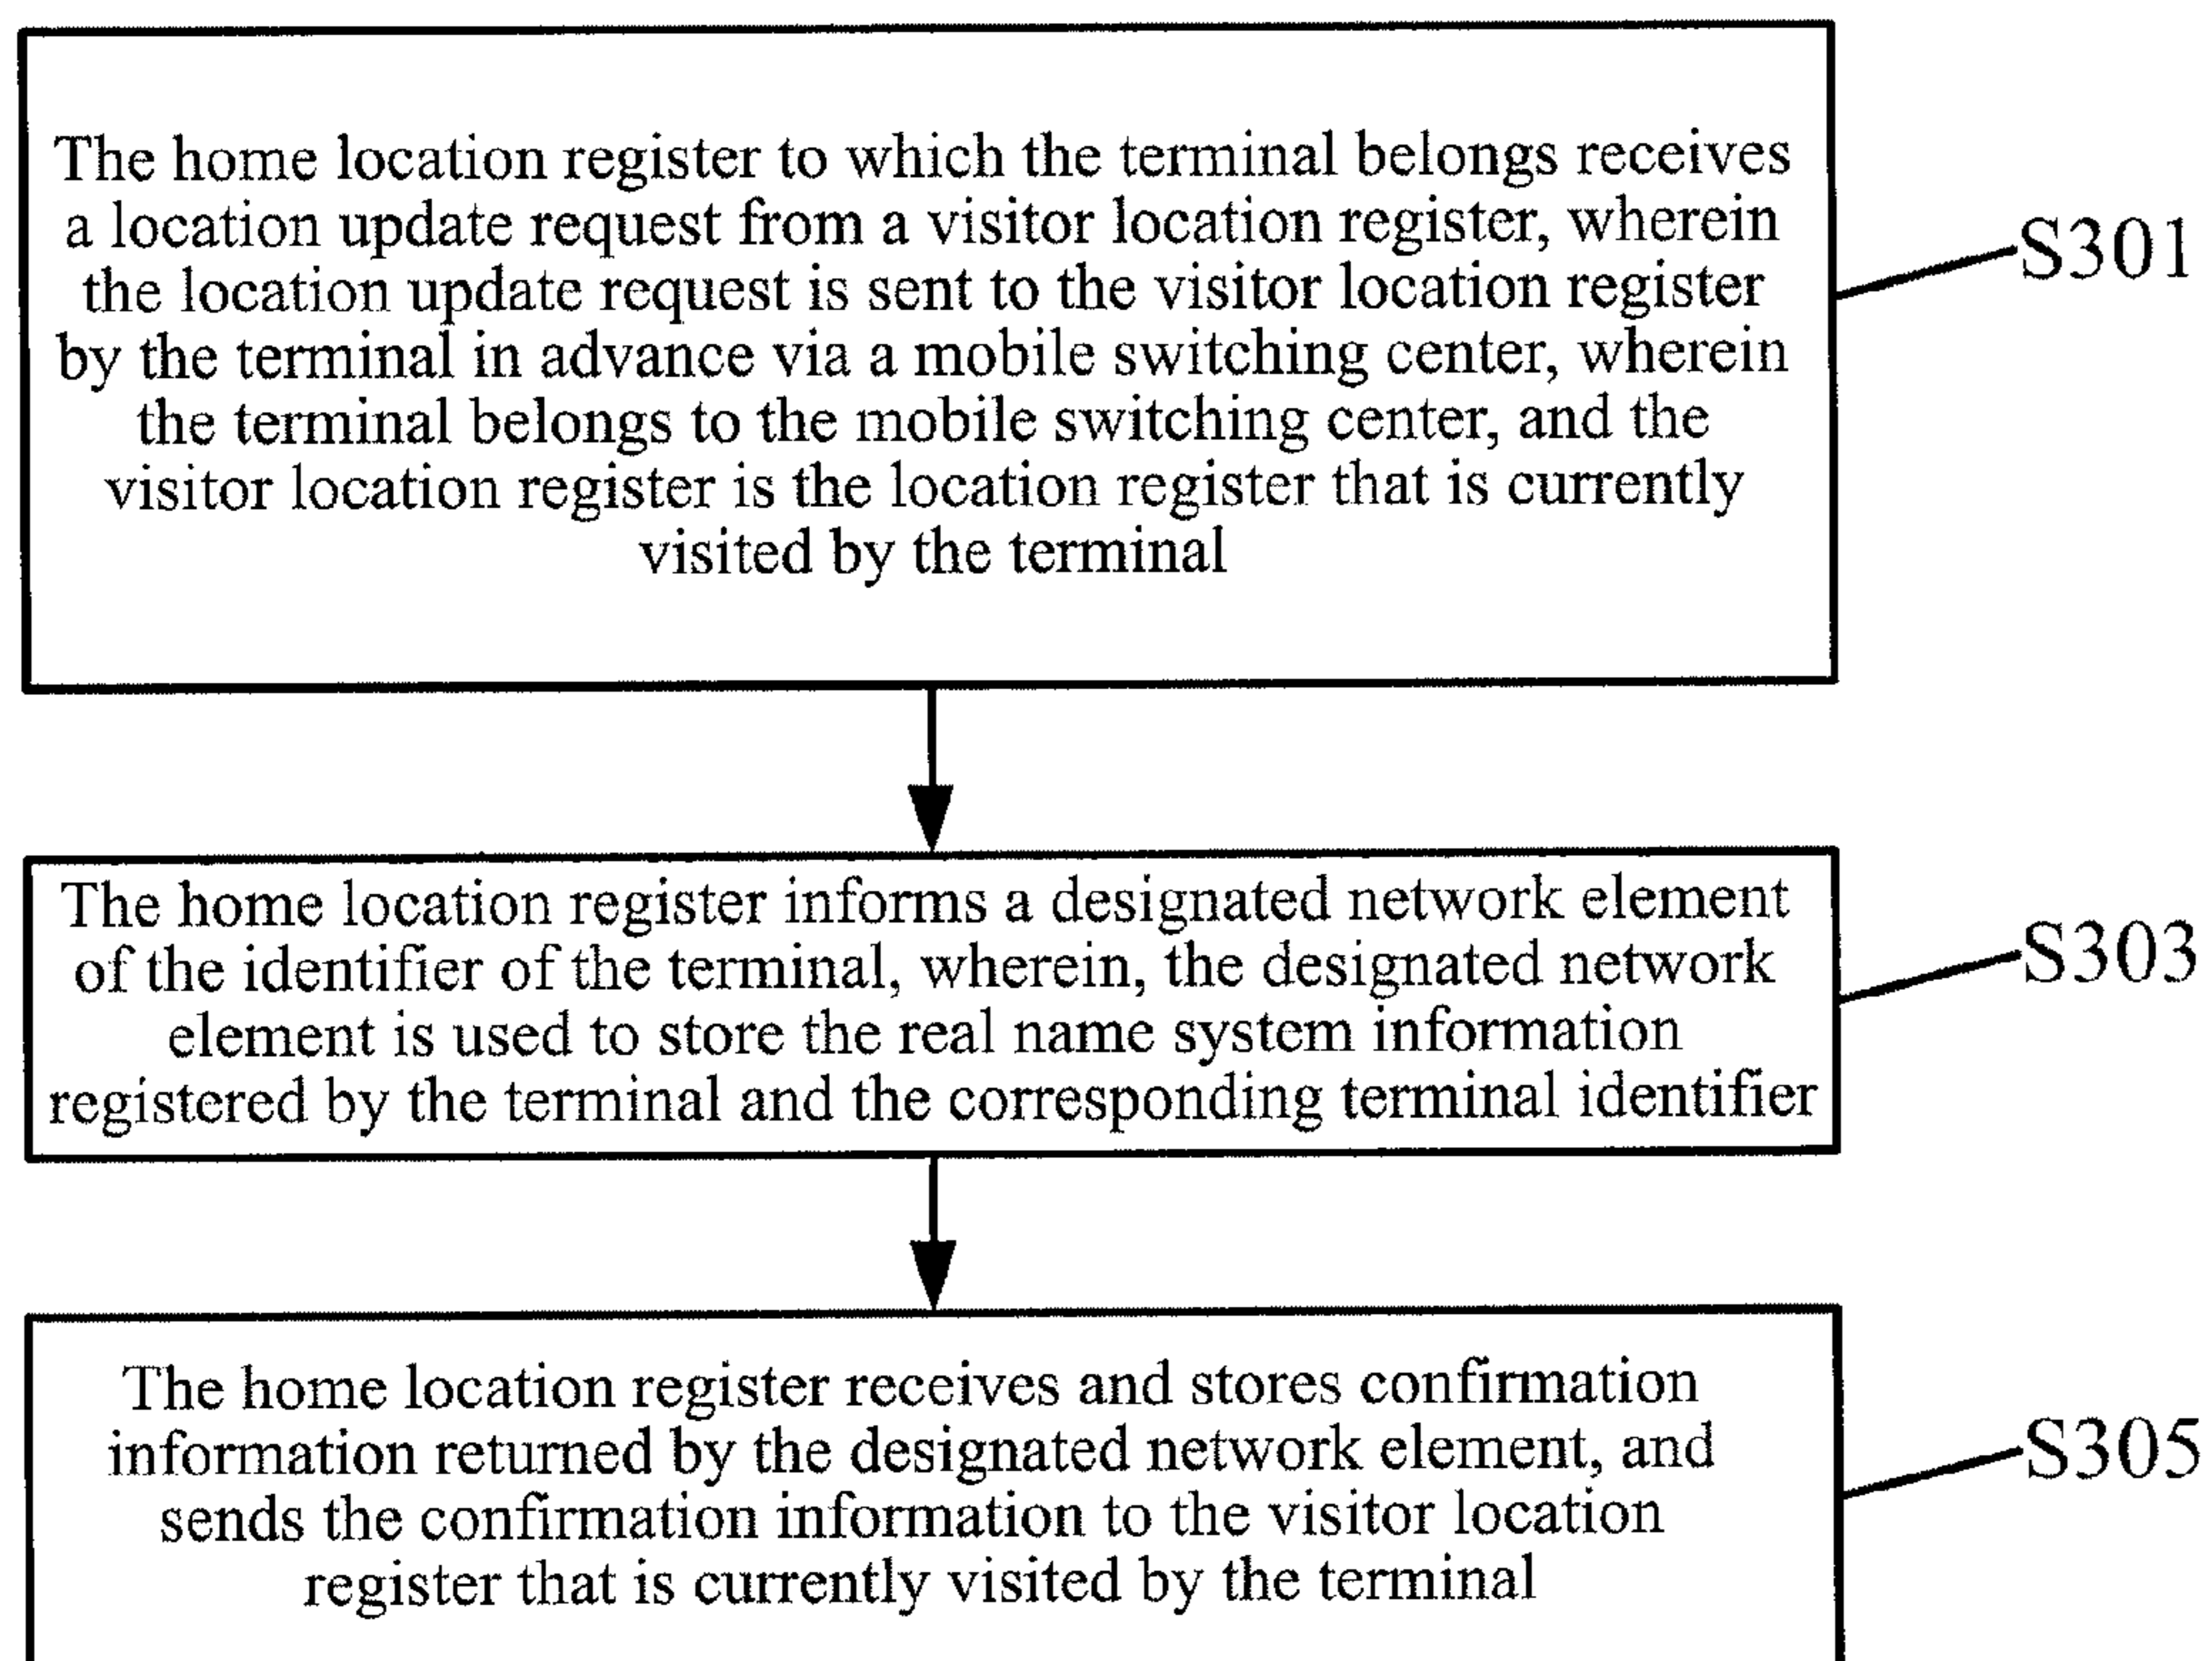 The home location register to which the terminal belongs receives
a location update request from a visitor location register, wherein
the location update request is sent to the visitor location register
by the terminal in advance via a mobile switching center, wherein
the terminal belongs to the mobile switching center, and the
visitor location register is the location register that is currently
visited by the terminal
S301
The home location register informs a designated network element
of the identifier of the terminal, wherein, the designated network
element is used to store the real name system information
registered by the terminal and the corresponding terminal identifier
S303
The home location register receives and stores confirmation
information returned by the designated network element, and
sends the confirmation information to the visitor location
register that is currently visited by the terminal
S305